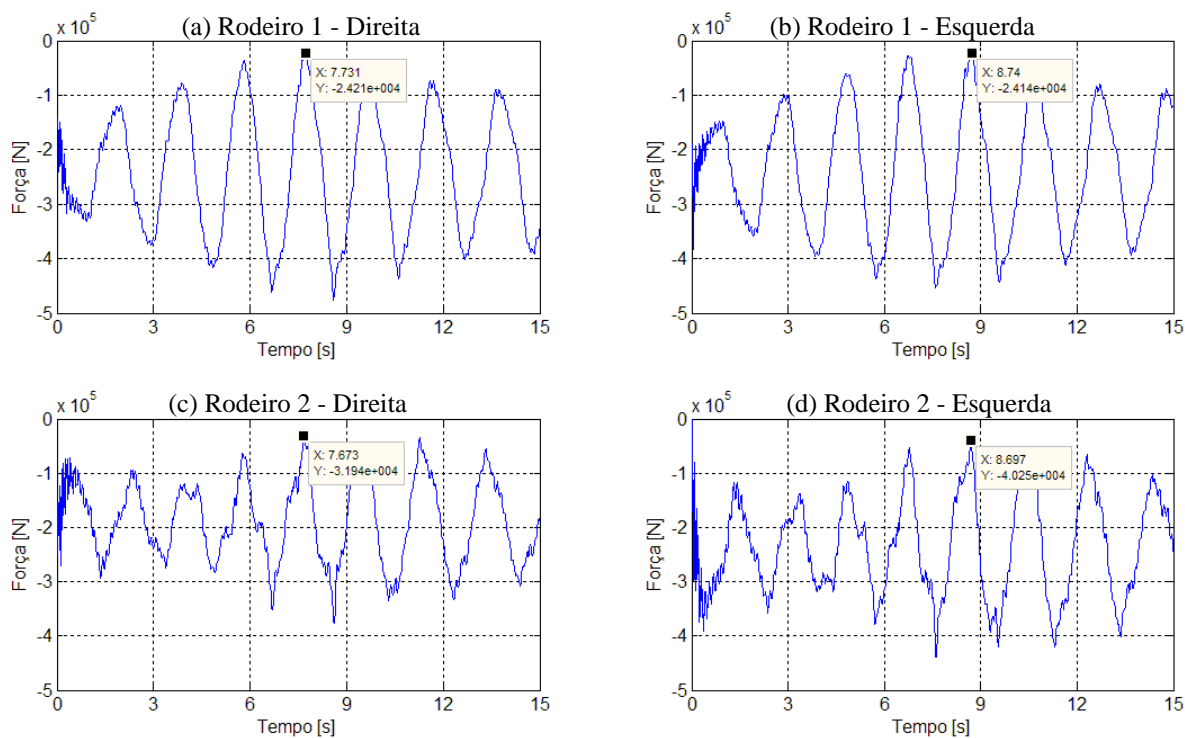 (a) Rodeiro 1 - Direita
x 10^5
0
-1
-2
-3
-4
-5
Força [N]
X: 7.731
Y: -2.421e+004
0 3 6 9 12 15
Tempo [s]
(b) Rodeiro 1 - Esquerda
x 10^5
0
-1
-2
-3
-4
-5
Força [N]
X: 8.74
Y: -2.414e+004
0 3 6 9 12 15
Tempo [s]
(c) Rodeiro 2 - Direita
x 10^5
0
-1
-2
-3
-4
-5
Força [N]
X: 7.673
Y: -3.194e+004
0 3 6 9 12 15
Tempo [s]
(d) Rodeiro 2 - Esquerda
x 10^5
0
-1
-2
-3
-4
-5
Força [N]
X: 8.697
Y: -4.025e+004
0 3 6 9 12 15
Tempo [s]